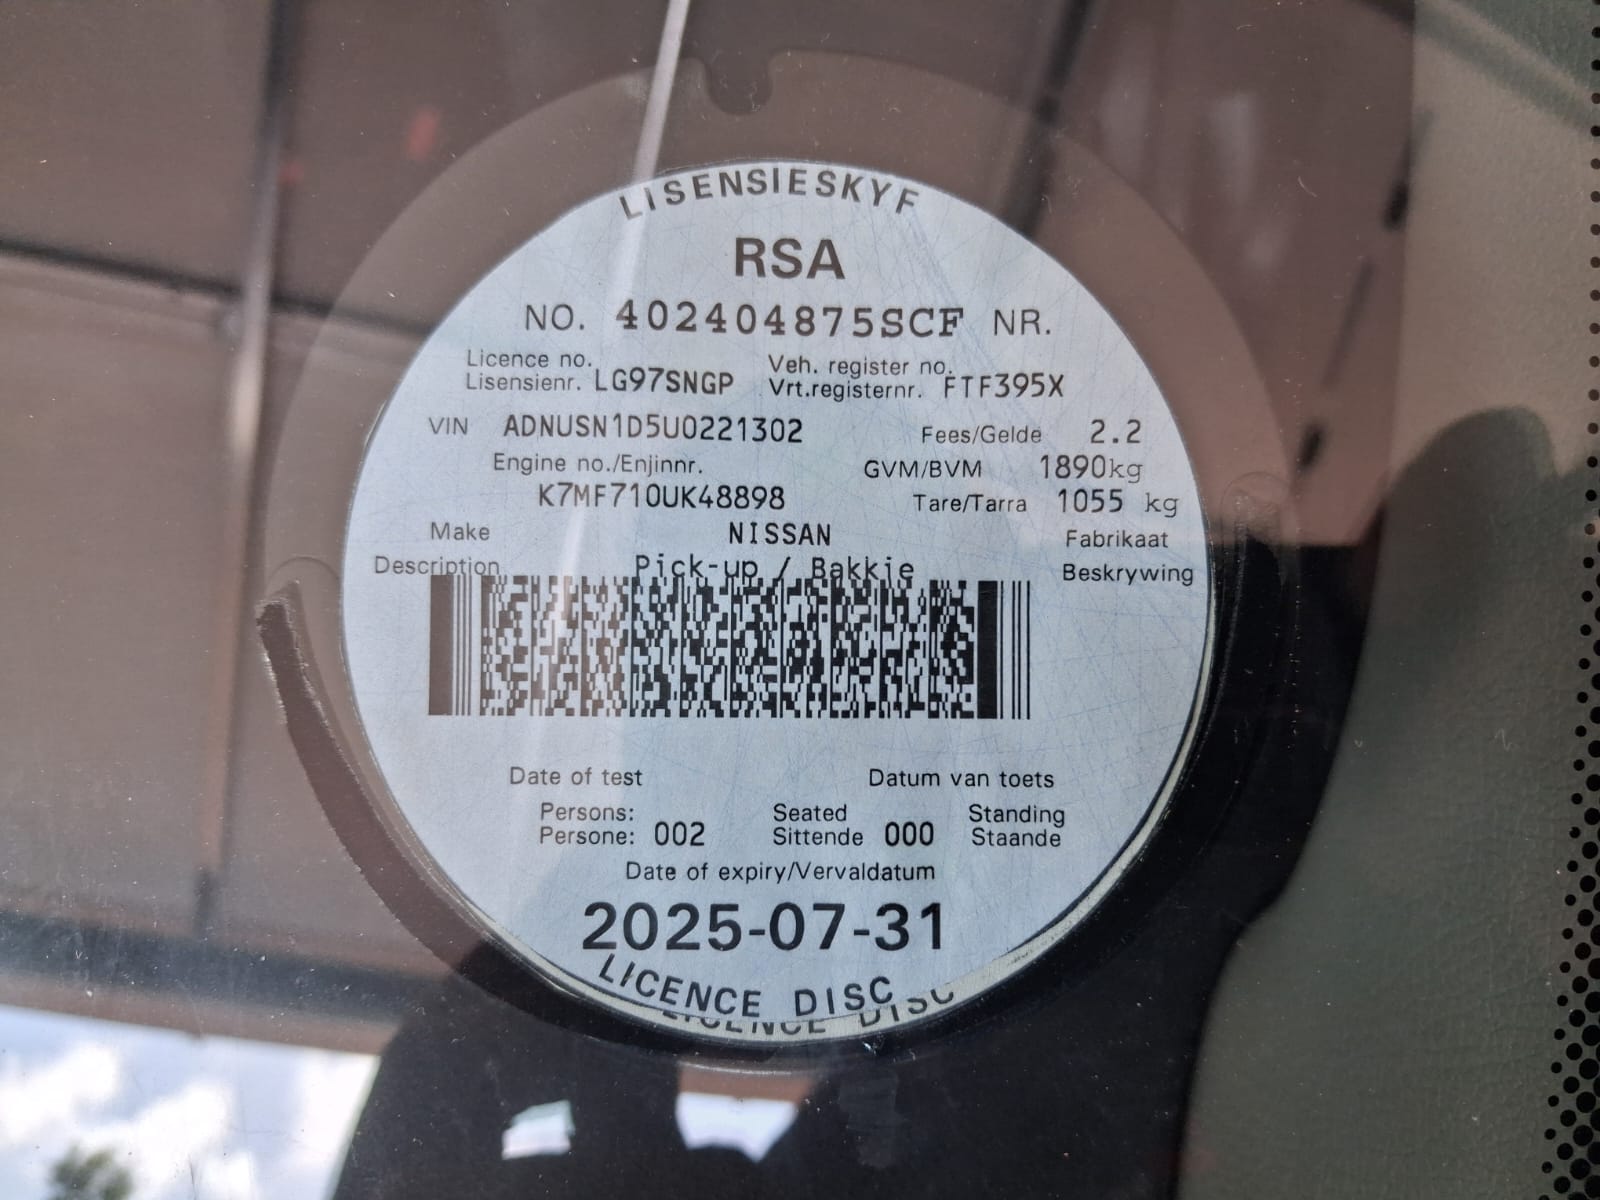 LISENSIESKYF
RSA
NO. 402404875SCF NR.
Licence no. Veh. register no.
Lisensienr. LG97SNGP Vrt.registernr. FTF395X
VIN ADNUSN1D5U0221302 Fees/Gelde 2.2
Engine no./Enjinnr. GVM/BVM 1890kg
K7MF710UK48898 Tare/Tarra 1055 kg
Make NISSAN Fabrikaat
Description Pick-up / Bakkie Beskrywing
Date of test Datum van toets
Persons: Seated Standing
Persone: 002 Sittende 000 Staande
Date of expiry/Vervaldatum
2025-07-31
LICENCE DISC
LICENCE DISC